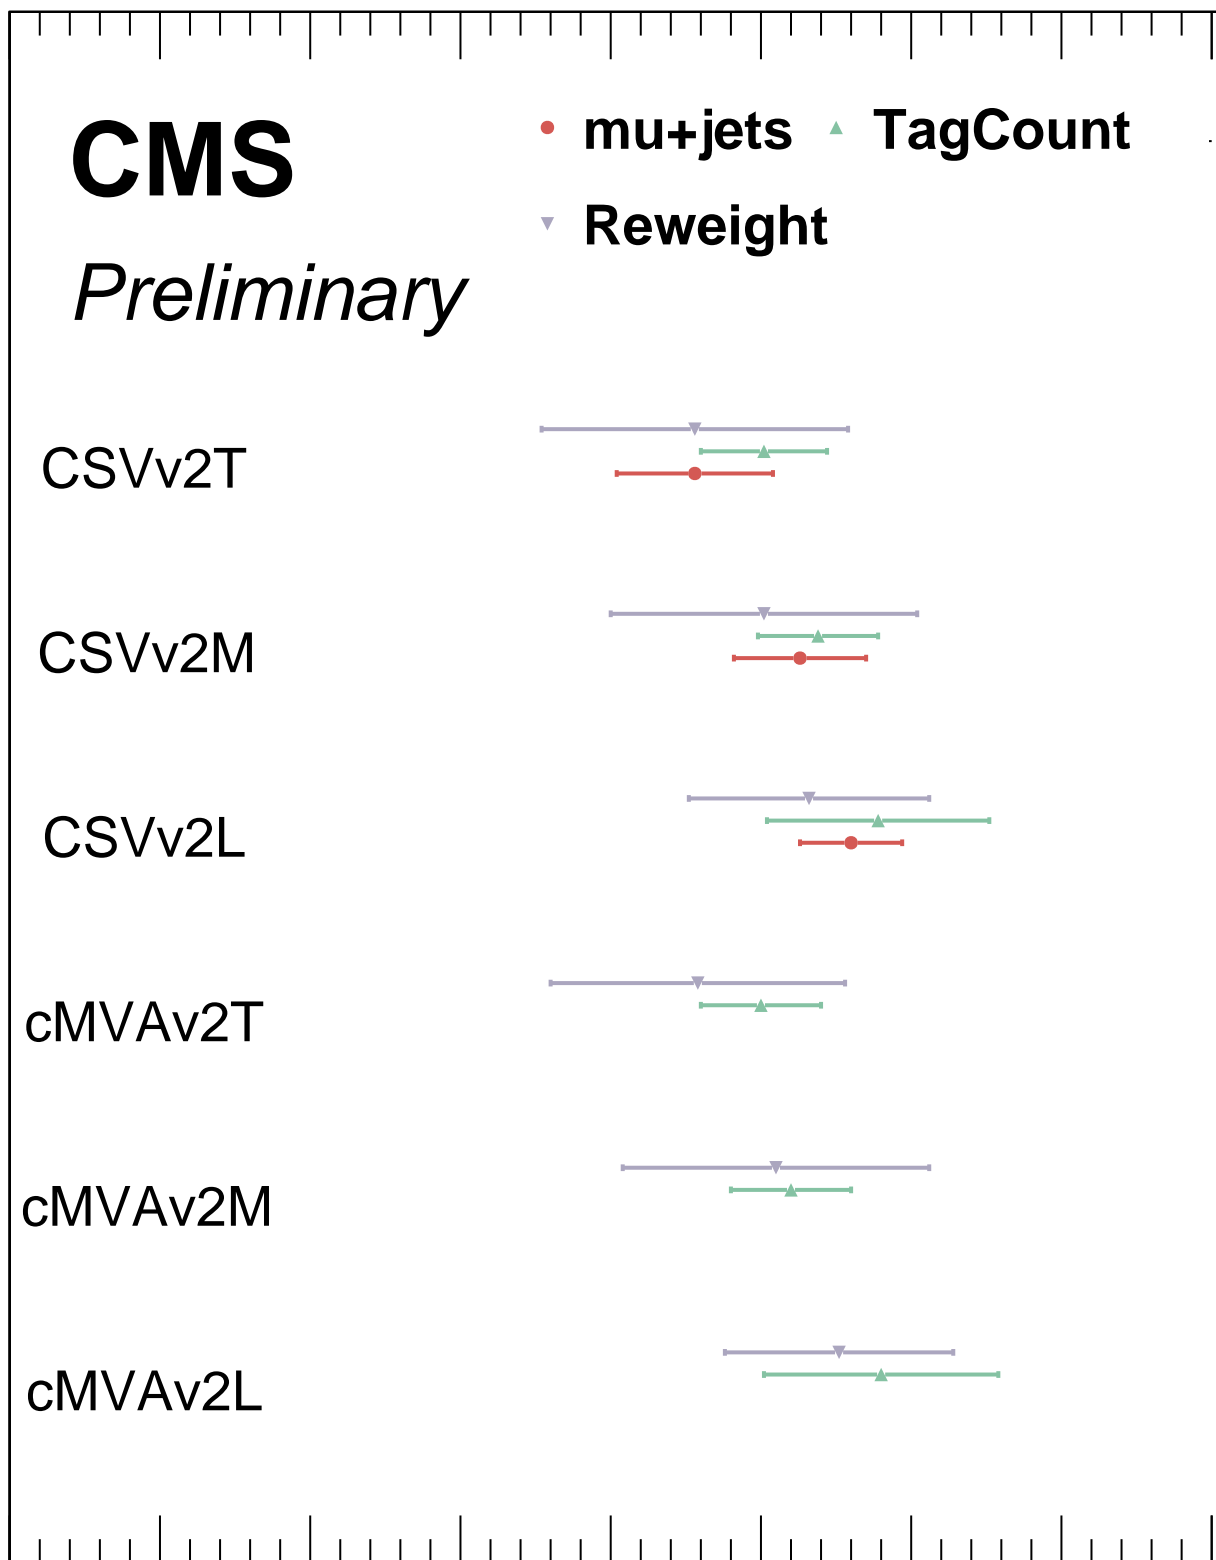 CMS
mu+jets TagCount
Reweight
Preliminary
CSVv2T
CSVv2M
CSVv2L
cMVAv2T
cMVAv2M
cMVAv2L